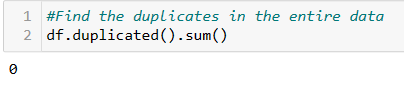 1 #Find the duplicates in the entire data
2 df.duplicated().sum()
0